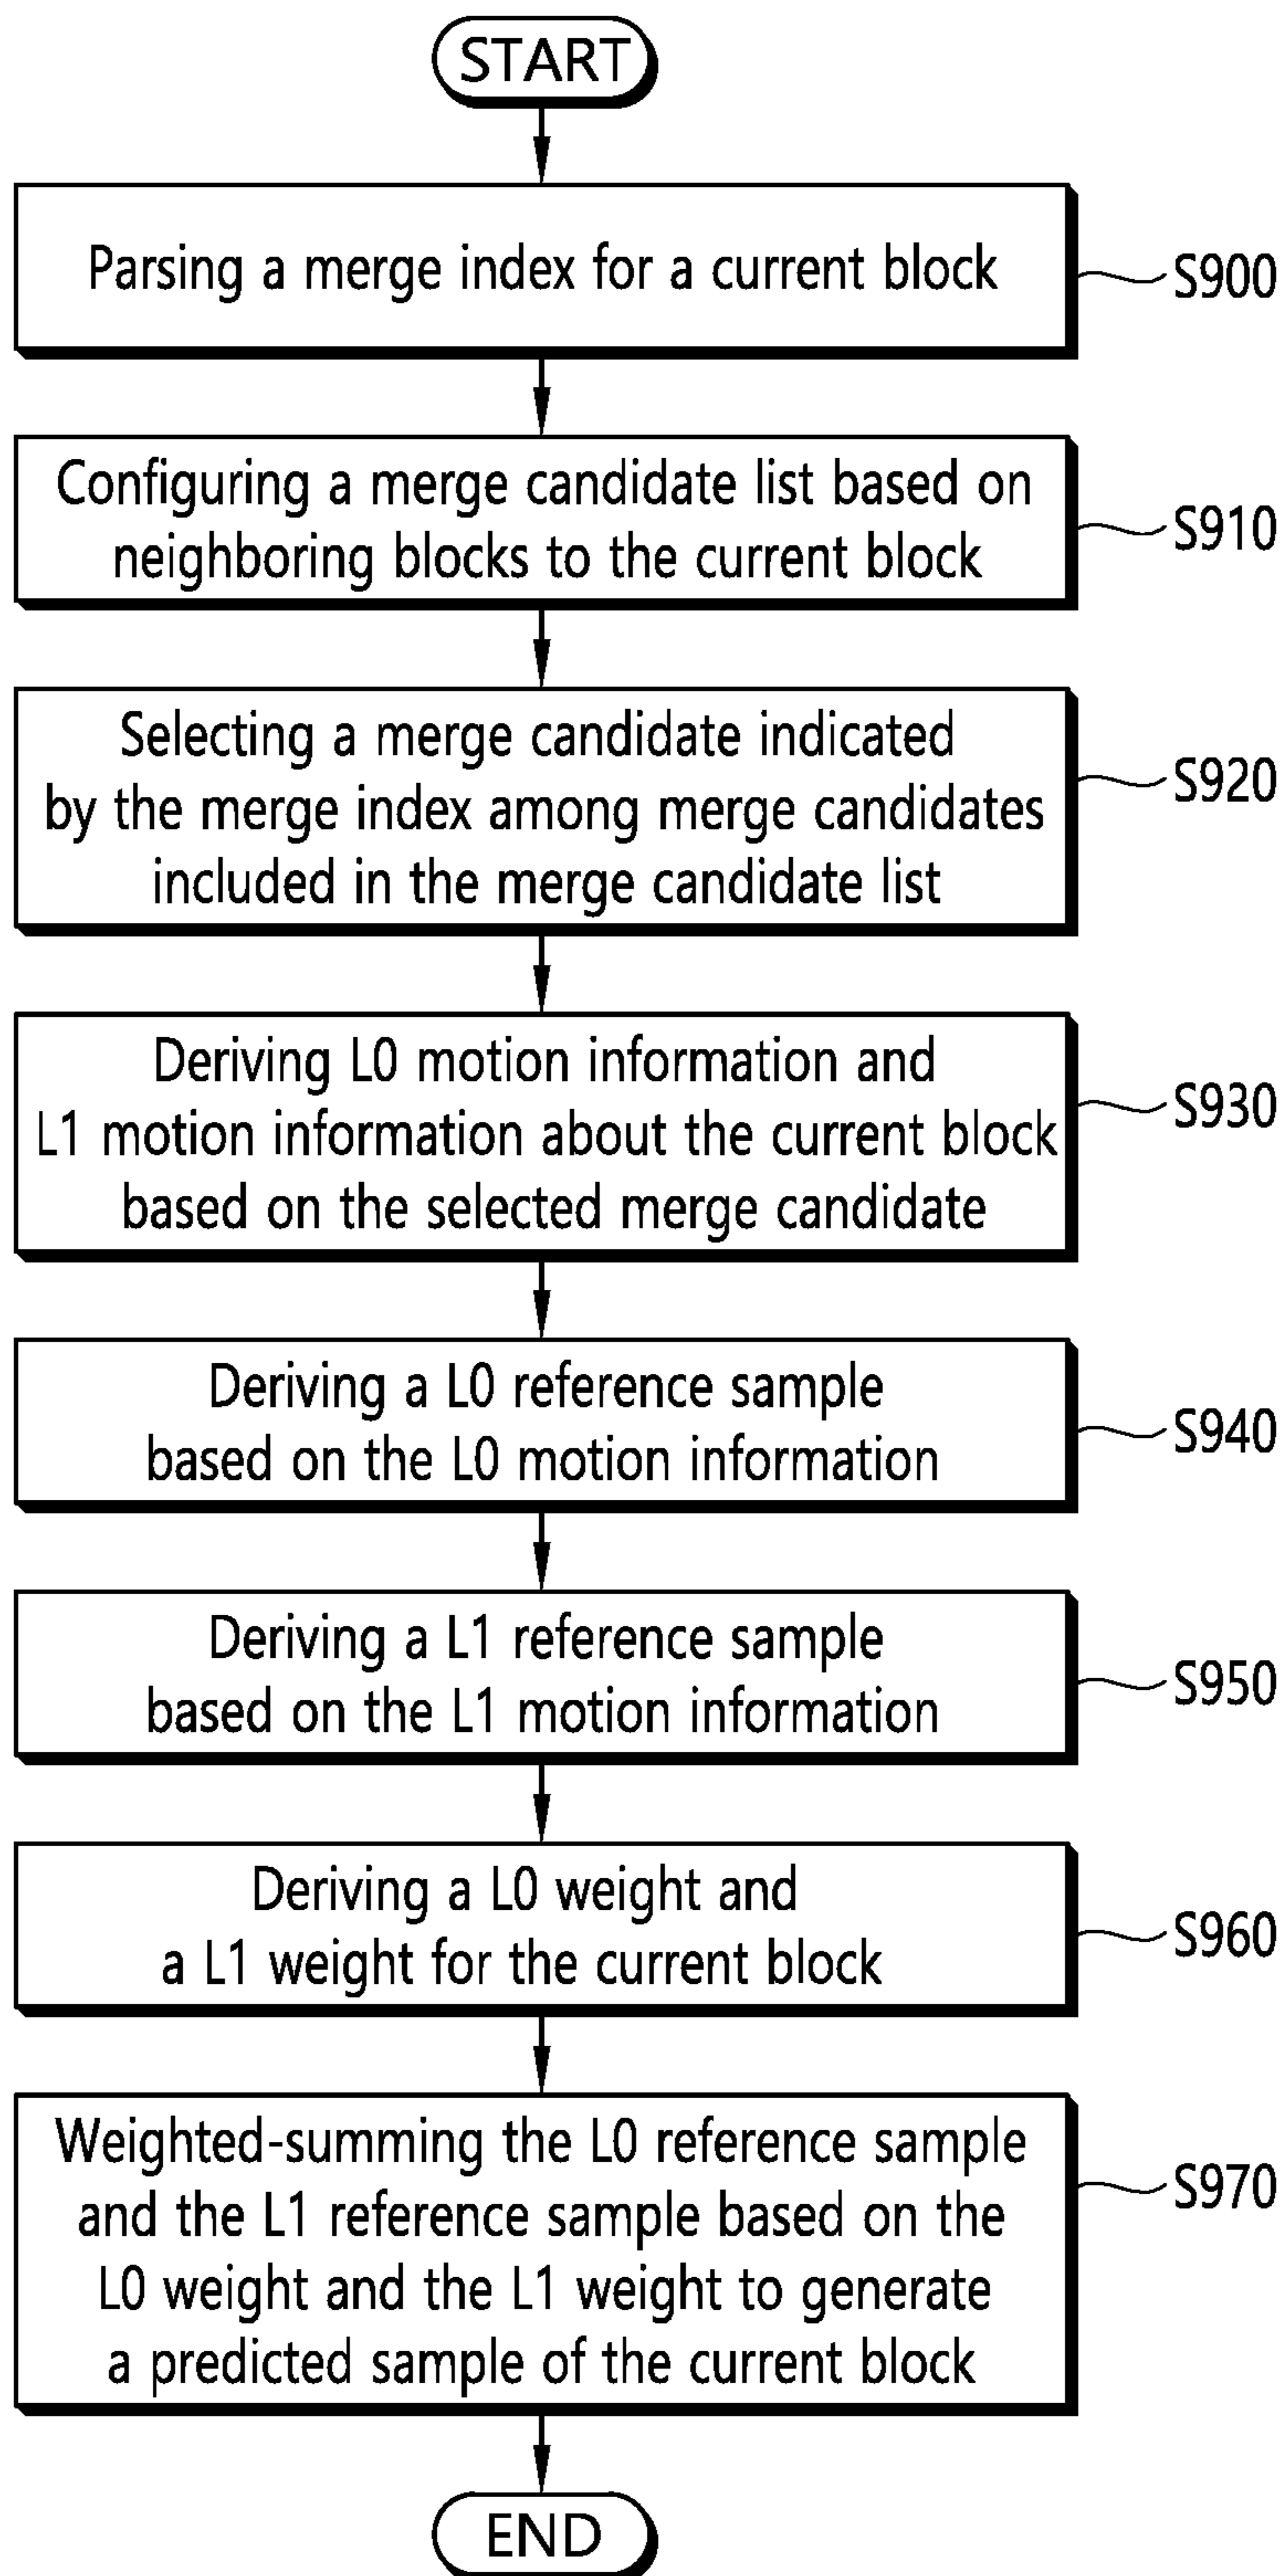 START
Parsing a merge index for a current block
S900
Configuring a merge candidate list based on
neighboring blocks to the current block
S910
Selecting a merge candidate indicated
by the merge index among merge candidates
included in the merge candidate list
S920
Deriving L0 motion information and
L1 motion information about the current block
based on the selected merge candidate
S930
Deriving a L0 reference sample
based on the L0 motion information
S940
Deriving a L1 reference sample
based on the L1 motion information
S950
Deriving a L0 weight and
a L1 weight for the current block
S960
Weighted-summing the L0 reference sample
and the L1 reference sample based on the
L0 weight and the L1 weight to generate
a predicted sample of the current block
S970
END